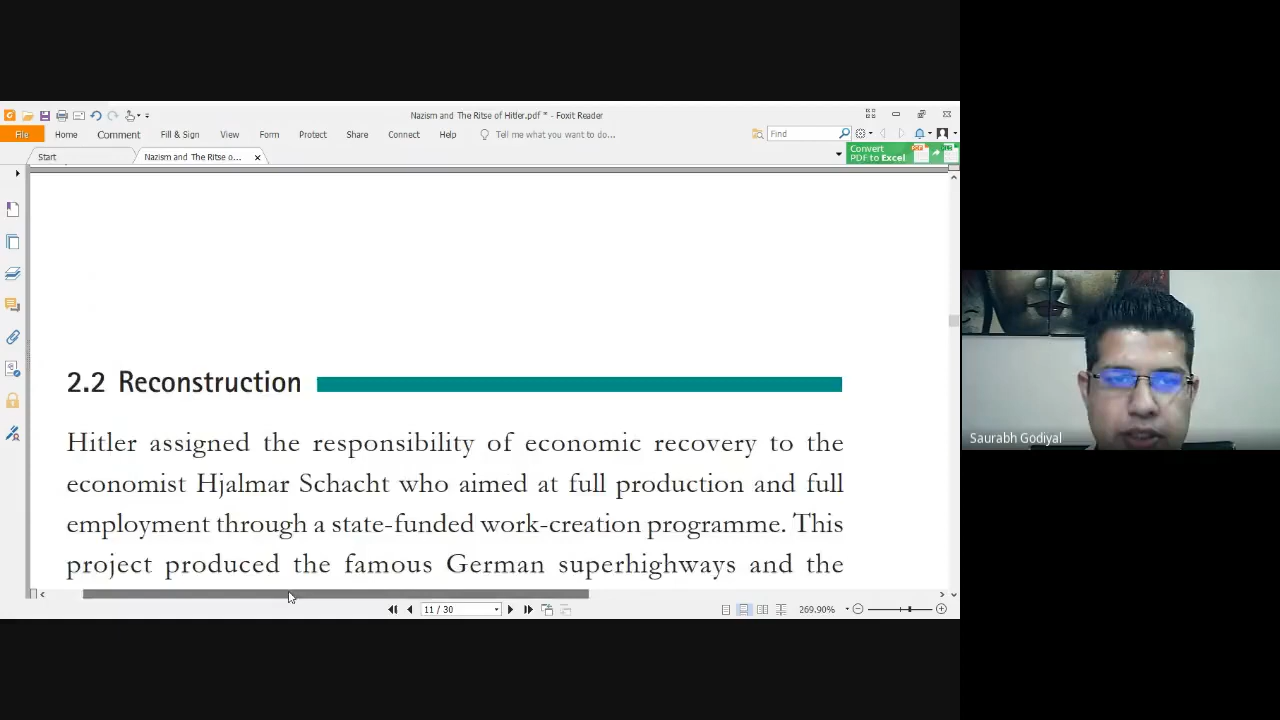 Nazism and The Ritse of Hitler.pdf * - Foxit Reader
File Home Comment Fill & Sign View Form Protect Share Connect Help Tell me what you want to do... Find
Start Nazism and The Ritse o... Convert PDF to Excel
2.2 Reconstruction
Hitler assigned the responsibility of economic recovery to the
economist Hjalmar Schacht who aimed at full production and full
employment through a state-funded work-creation programme. This
project produced the famous German superhighways and the
11 / 30 269.90%
Saurabh Godiyal